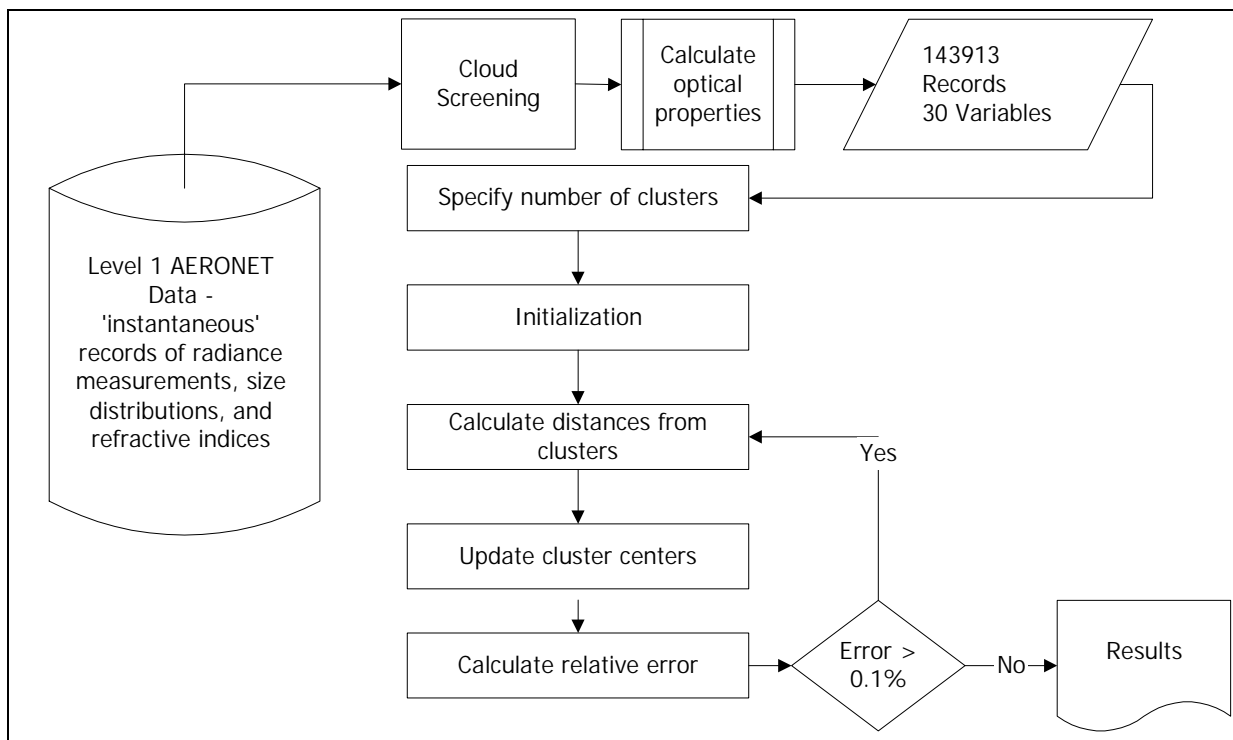 Cloud
Screening
Calculate
optical
properties
143913
Records
30 Variables
Level 1 AERONET
Data -
'instantaneous'
records of radiance
measurements, size
distributions, and
refractive indices
Specify number of clusters
Initialization
Calculate distances from
clusters
Yes
Update cluster centers
Calculate relative error
Error >
0.1%
No
Results